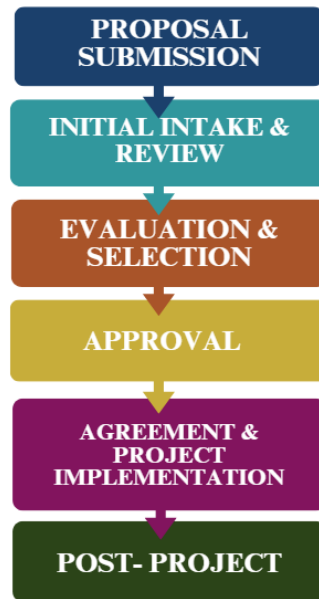 PROPOSAL
SUBMISSION
INITIAL INTAKE &
REVIEW
EVALUATION &
SELECTION
APPROVAL
AGREEMENT &
PROJECT
IMPLEMENTATION
POST- PROJECT